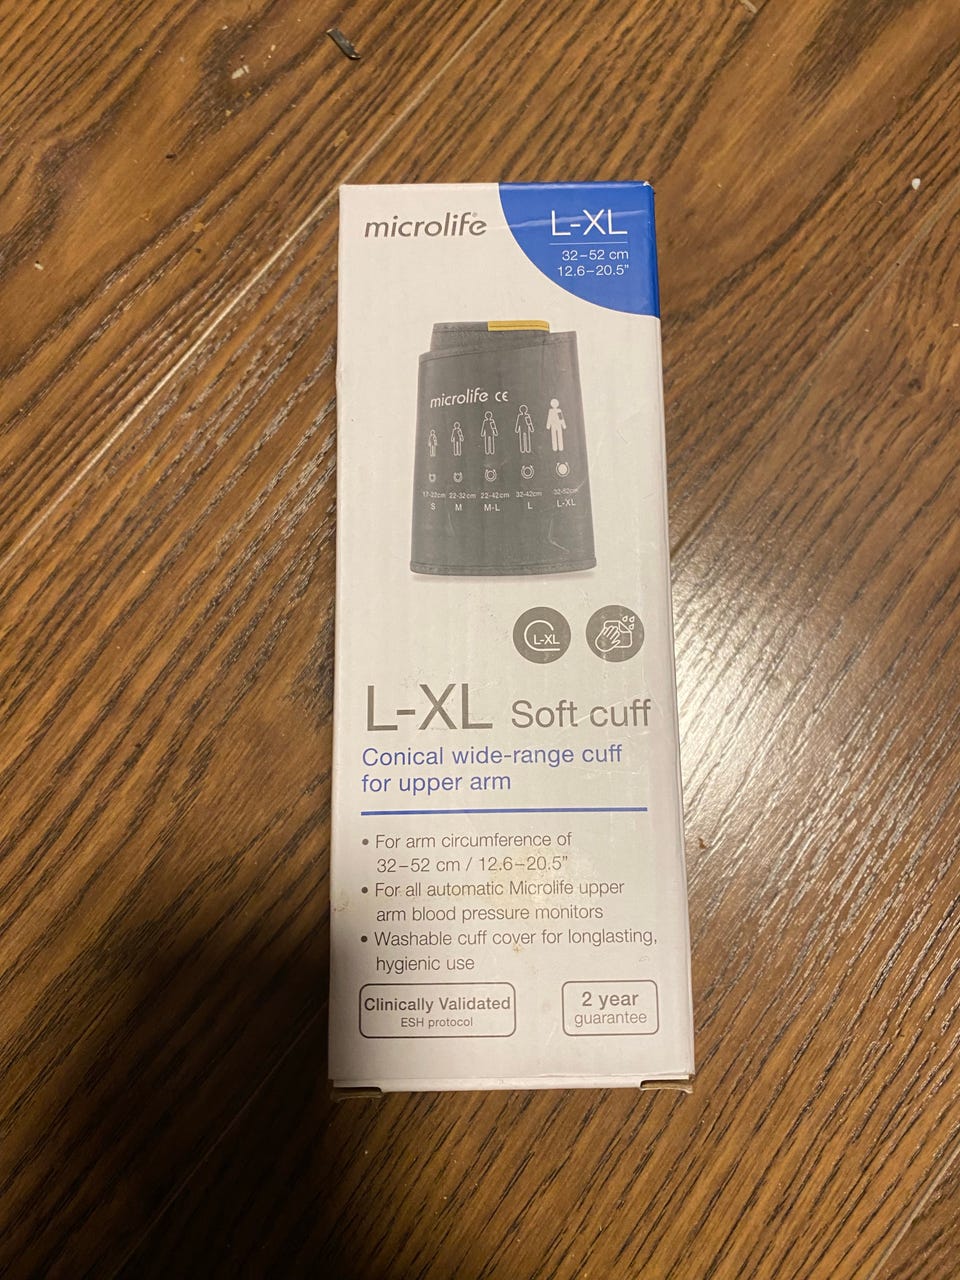 microlife®
L-XL
32–52 cm
12.6–20.5"
microlife CE
17-22cm 22-32cm 22-42cm 32-42cm 32-52cm
S M M-L L L-XL
L-XL
L-XL Soft cuff
Conical wide-range cuff
for upper arm
• For arm circumference of
32–52 cm / 12.6–20.5"
• For all automatic Microlife upper
arm blood pressure monitors
• Washable cuff cover for longlasting,
hygienic use
Clinically Validated
ESH protocol
2 year
guarantee